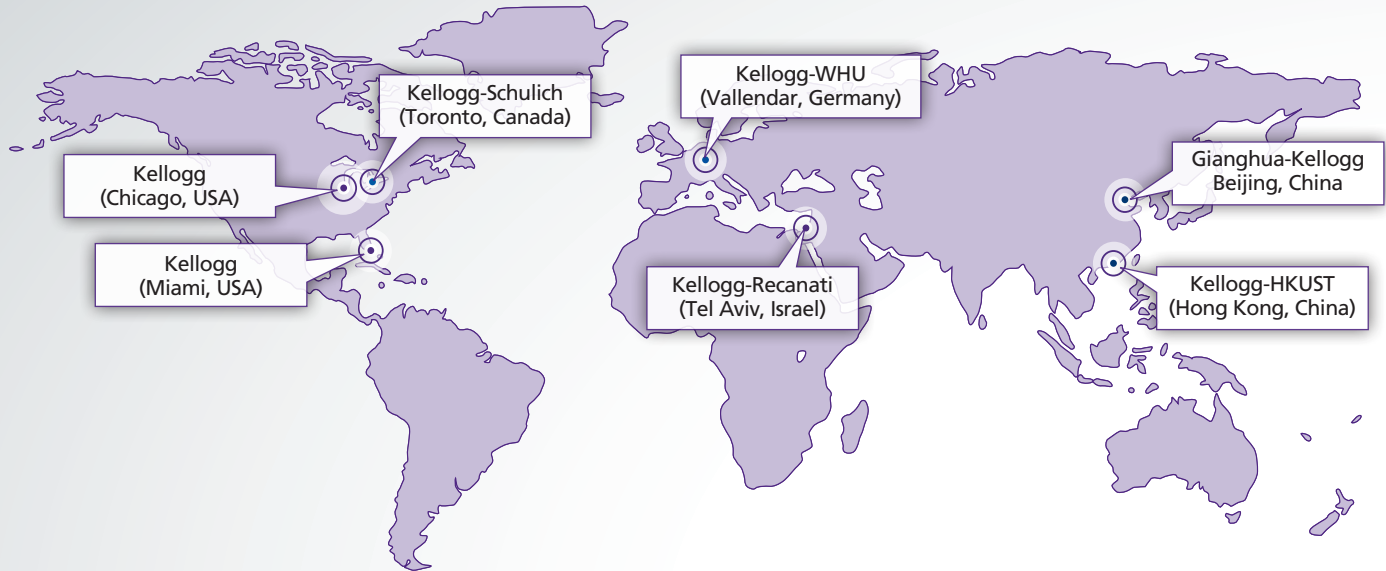 Kellogg-WHU
(Vallendar, Germany)
Kellogg-Schulich
(Toronto, Canada)
Kellogg
(Chicago, USA)
Gianghua-Kellogg
Beijing, China
Kellogg
(Miami, USA)
Kellogg-Recanati
(Tel Aviv, Israel)
Kellogg-HKUST
(Hong Kong, China)